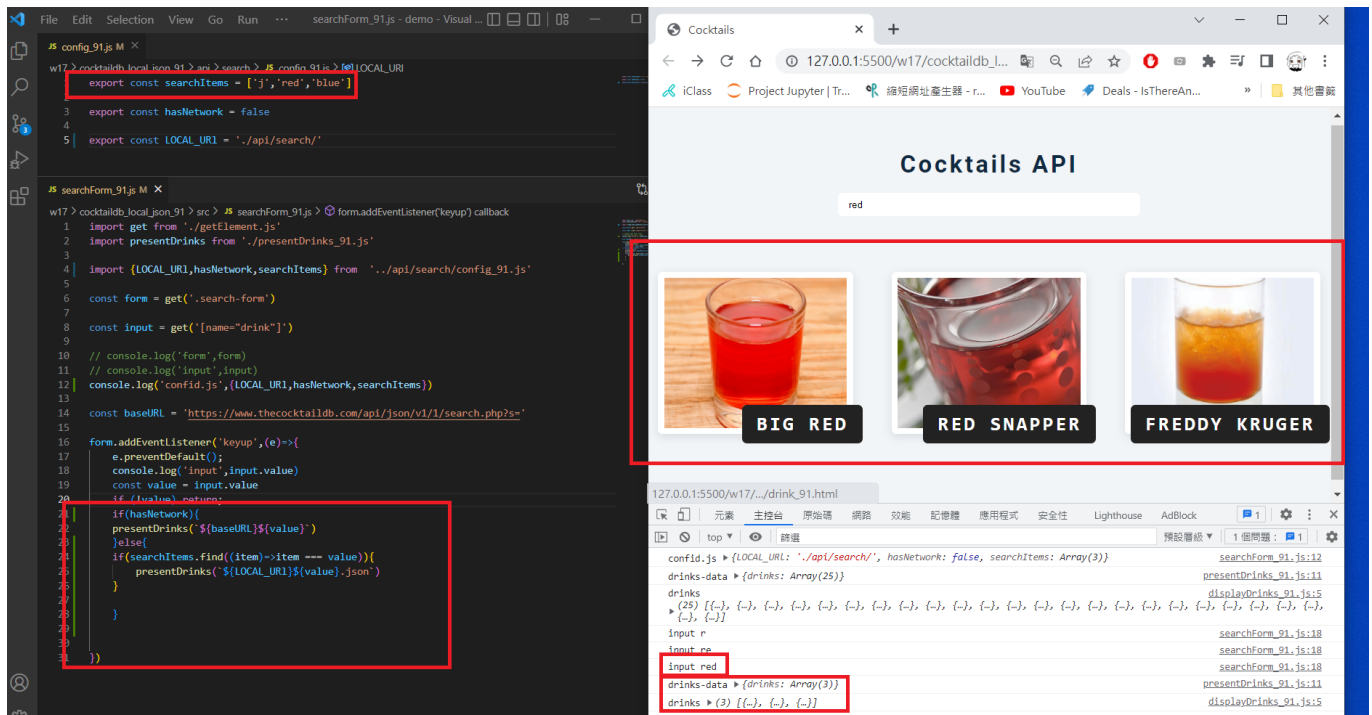 File Edit Selection View Go Run ··· searchForm_91.js - demo - Visual ...
JS config_91.js M ×
w17 > cocktaildb_local_json_91 > api > search > JS config_91.js > LOCAL_URl
1 export const searchItems = ['j','red','blue']
2
3 export const hasNetwork = false
4
5 export const LOCAL_URl = './api/search/'
JS searchForm_91.js M ×
w17 > cocktaildb_local_json_91 > src > JS searchForm_91.js > form.addEventListener('keyup') callback
1 import get from './getElement.js'
2 import presentDrinks from './presentDrinks_91.js'
3
4 import {LOCAL_URl,hasNetwork,searchItems} from '../api/search/config_91.js'
5
6 const form = get('.search-form')
7
8 const input = get('[name="drink"]')
9
10 // console.log('form',form)
11 // console.log('input',input)
12 console.log('confid.js',{LOCAL_URl,hasNetwork,searchItems})
13
14 const baseURL = 'https://www.thecocktaildb.com/api/json/v1/1/search.php?s='
15
16 form.addEventListener('keyup',(e)=>{
17 e.preventDefault();
18 console.log('input',input.value)
19 const value = input.value
20 if (!value) return;
21 if(hasNetwork){
22 presentDrinks(`${baseURL}${value}`)
23 }else{
24 if(searchItems.find((item)=>item === value)){
25 presentDrinks(`${LOCAL_URl}${value}.json`)
26 }
27
28 }
29
30
31 })
3
Cocktails × +
127.0.0.1:5500/w17/cocktaildb_l...
iClass Project Jupyter | Tr... 縮短網址產生器 - r... YouTube Deals - IsThereAn... » 其他書籤
Cocktails API
red
BIG RED
RED SNAPPER
FREDDY KRUGER
127.0.0.1:5500/w17/.../drink_91.html
元素 主控台 原始碼 網路 效能 記憶體 應用程式 安全性 Lighthouse AdBlock 1
top ▼ 篩選 預設層級 ▼ 1 個問題： 1
confid.js ▶ {LOCAL_URl: './api/search/', hasNetwork: false, searchItems: Array(3)} searchForm_91.js:12
drinks-data ▶ {drinks: Array(25)} presentDrinks_91.js:11
drinks displayDrinks_91.js:5
▶ (25) [{…}, {…}, {…}, {…}, {…}, {…}, {…}, {…}, {…}, {…}, {…}, {…}, {…}, {…}, {…}, {…}, {…}, {…}, {…}, {…}, {…}, {…}, {…},
{…}, {…}]
input r searchForm_91.js:18
input re searchForm_91.js:18
input red searchForm_91.js:18
drinks-data ▶ {drinks: Array(3)} presentDrinks_91.js:11
drinks ▶ (3) [{…}, {…}, {…}] displayDrinks_91.js:5